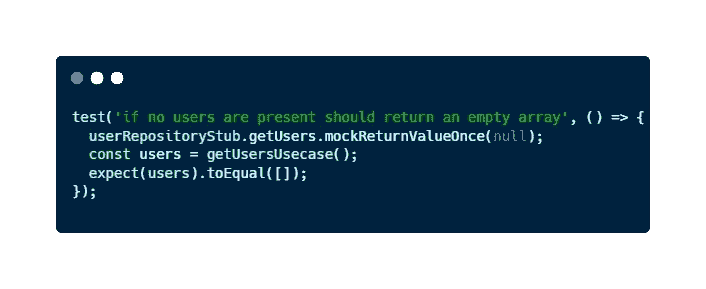 test('if no users are present should return an empty array', () => {
  userRepositoryStub.getUsers.mockReturnValueOnce(null);
  const users = getUsersUsecase();
  expect(users).toEqual([]);
});